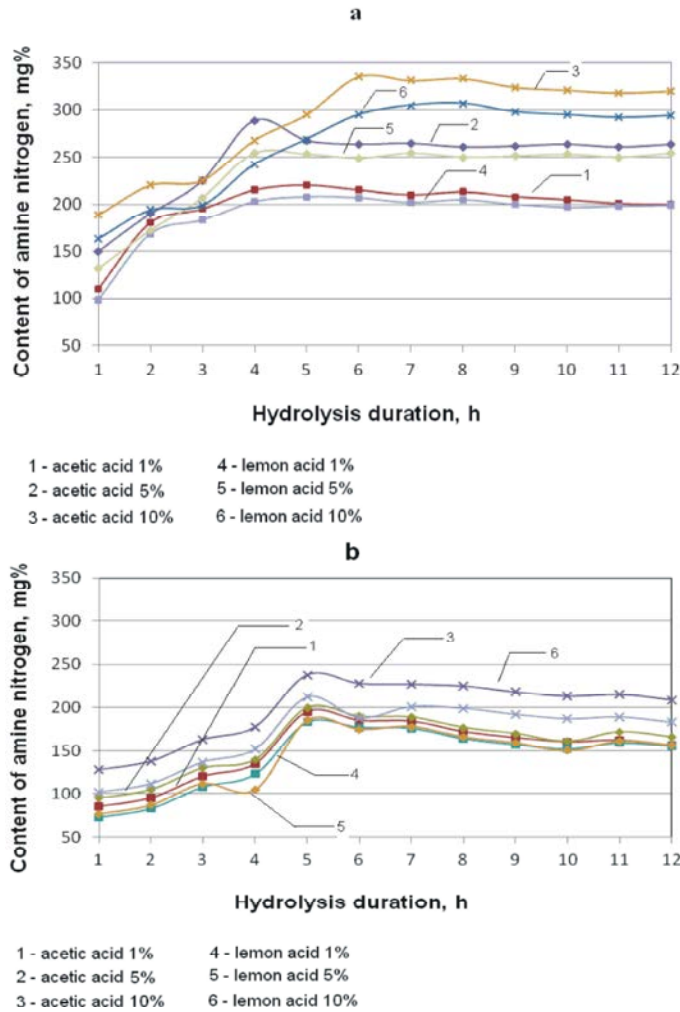 a
Content of amine nitrogen, mg%
350
300
250
200
150
100
50
3
6
2
5
4
1
1 2 3 4 5 6 7 8 9 10 11 12
Hydrolysis duration, h
1 - acetic acid 1% 4 - lemon acid 1%
2 - acetic acid 5% 5 - lemon acid 5%
3 - acetic acid 10% 6 - lemon acid 10%
b
Content of amine nitrogen, mg%
350
300
250
200
150
100
50
2
1
3
6
4
5
1 2 3 4 5 6 7 8 9 10 11 12
Hydrolysis duration, h
1 - acetic acid 1% 4 - lemon acid 1%
2 - acetic acid 5% 5 - lemon acid 5%
3 - acetic acid 10% 6 - lemon acid 10%